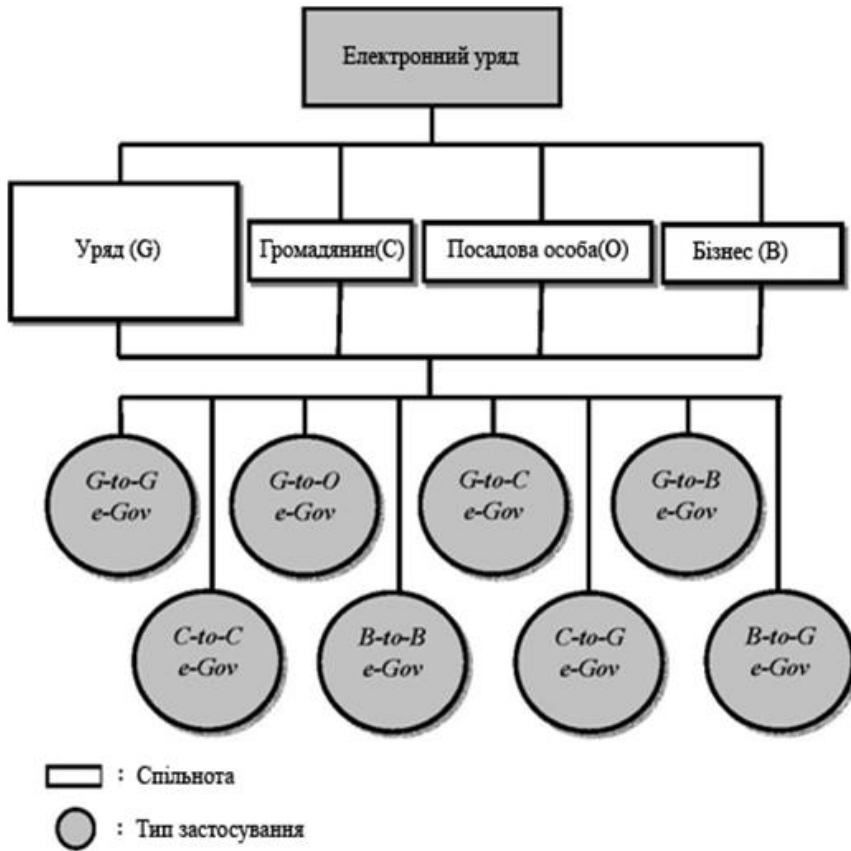 Електронний уряд
Уряд (G)
Громадянин(С)
Посадова особа(О)
Бізнес (В)
G-to-G
e-Gov
G-to-O
e-Gov
G-to-C
e-Gov
G-to-B
e-Gov
C-to-C
e-Gov
B-to-B
e-Gov
C-to-G
e-Gov
B-to-G
e-Gov
: Спільнота
: Тип застосування